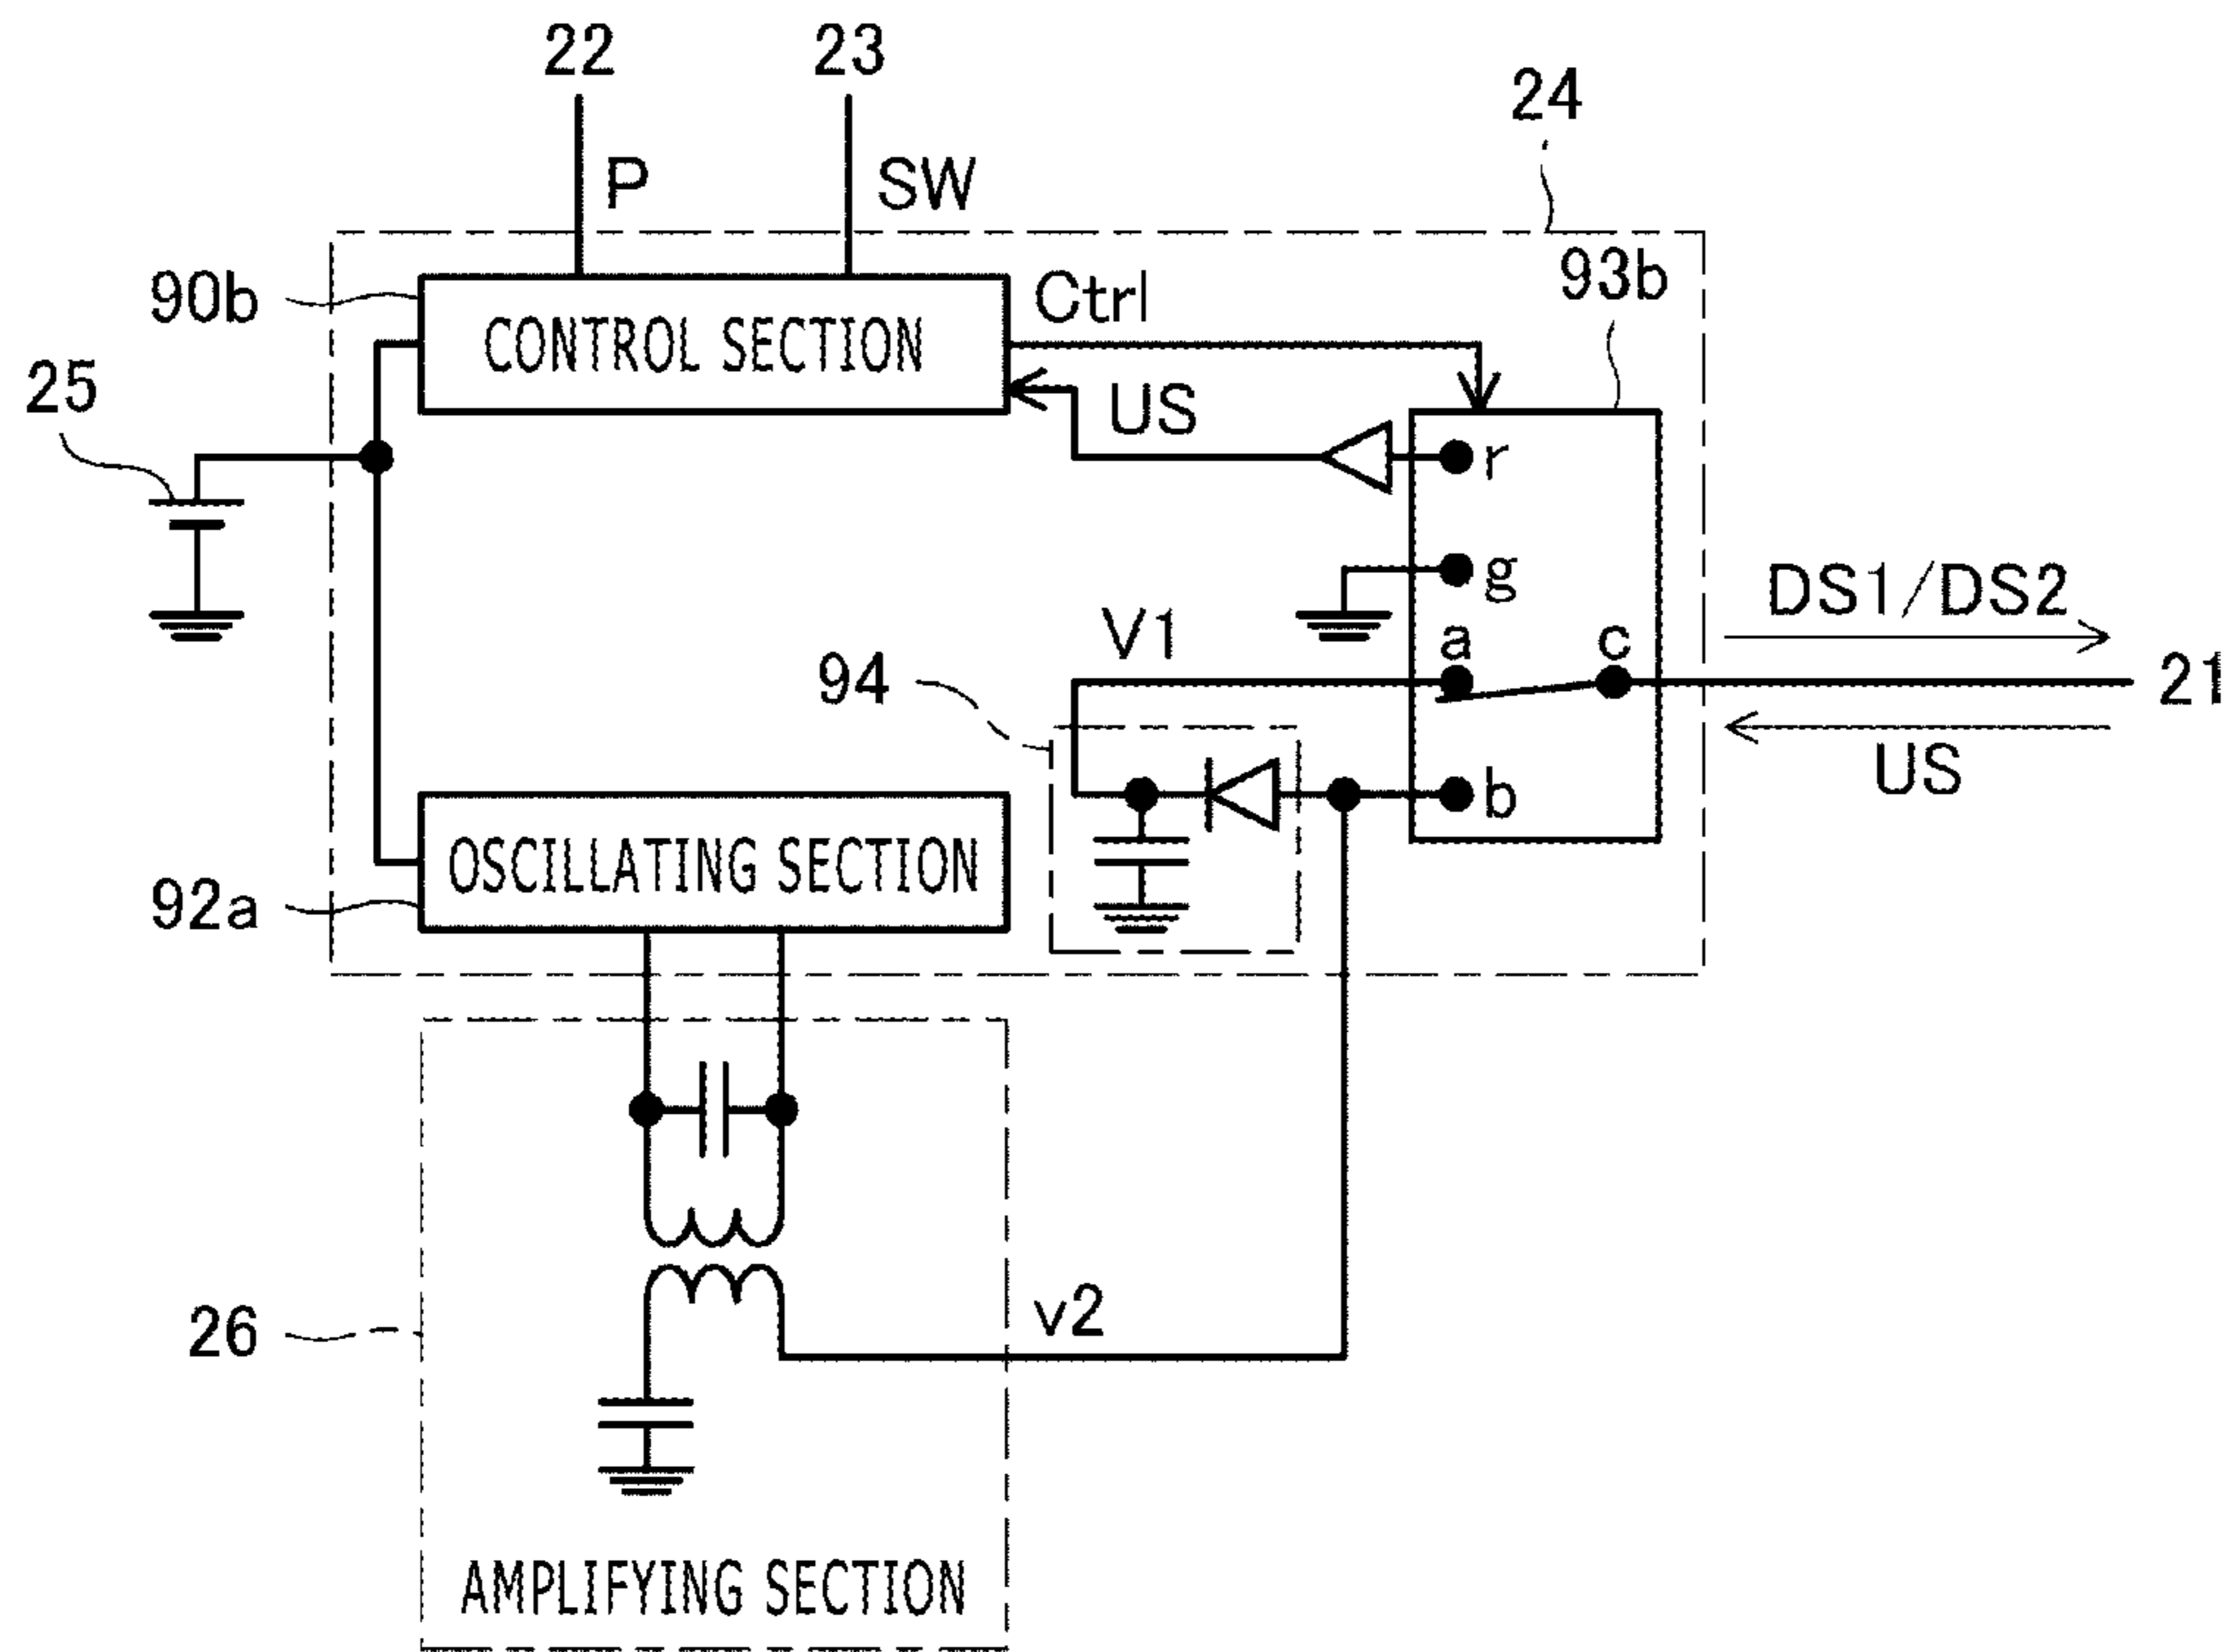 22
23
24
P
SW
93b
90b
CONTROL SECTION
Ctrl
25
US
r
g
DS1/DS2
V1
a
c
94
21
US
b
OSCILLATING SECTION
92a
26
v2
AMPLIFYING SECTION